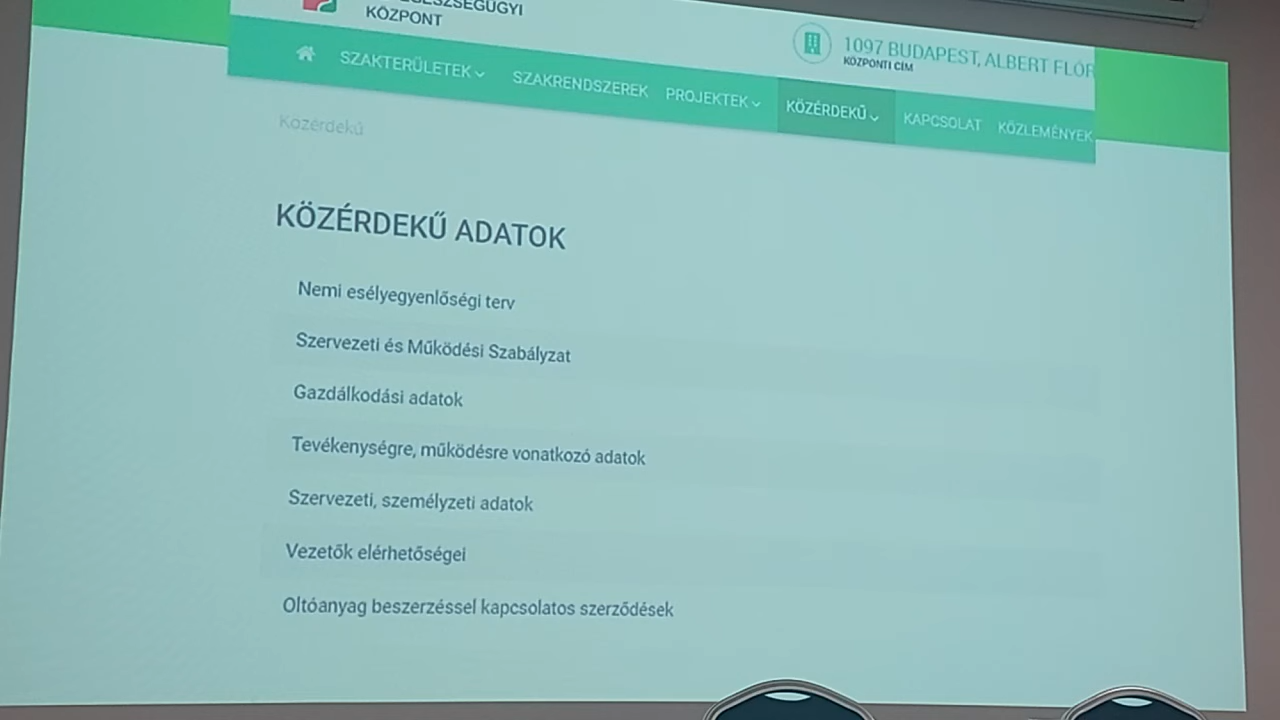 KÖZPONT
1097 BUDAPEST, ALBERT FLÓR
KÖZPONTI CÍM
SZAKTERÜLETEK
SZAKRENDSZEREK
PROJEKTEK
KÖZÉRDEKŰ
KAPCSOLAT
KÖZLEMÉNYEK
Közérdekű
KÖZÉRDEKŰ ADATOK
Nemi esélyegyenlőségi terv
Szervezeti és Működési Szabályzat
Gazdálkodási adatok
Tevékenységre, működésre vonatkozó adatok
Szervezeti, személyzeti adatok
Vezetők elérhetőségei
Oltóanyag beszerzéssel kapcsolatos szerződések